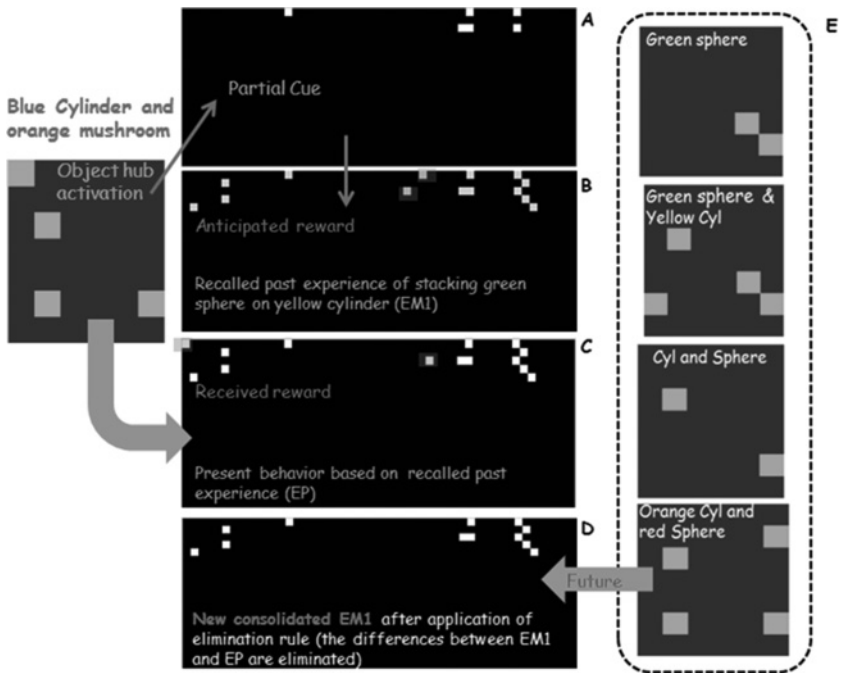 A
Partial Cue
Blue Cylinder and
orange mushroom
Object hub
activation
B
Anticipated reward
Recalled past experience of stacking green
sphere on yellow cylinder (EM1)
C
Received reward
Present behavior based on recalled past
experience (EP)
D
New consolidated EM1 after application of
elimination rule (the differences between EM1
and EP are eliminated)
E
Green sphere
Green sphere &
Yellow Cyl
Cyl and Sphere
Orange Cyl and
red Sphere
Future